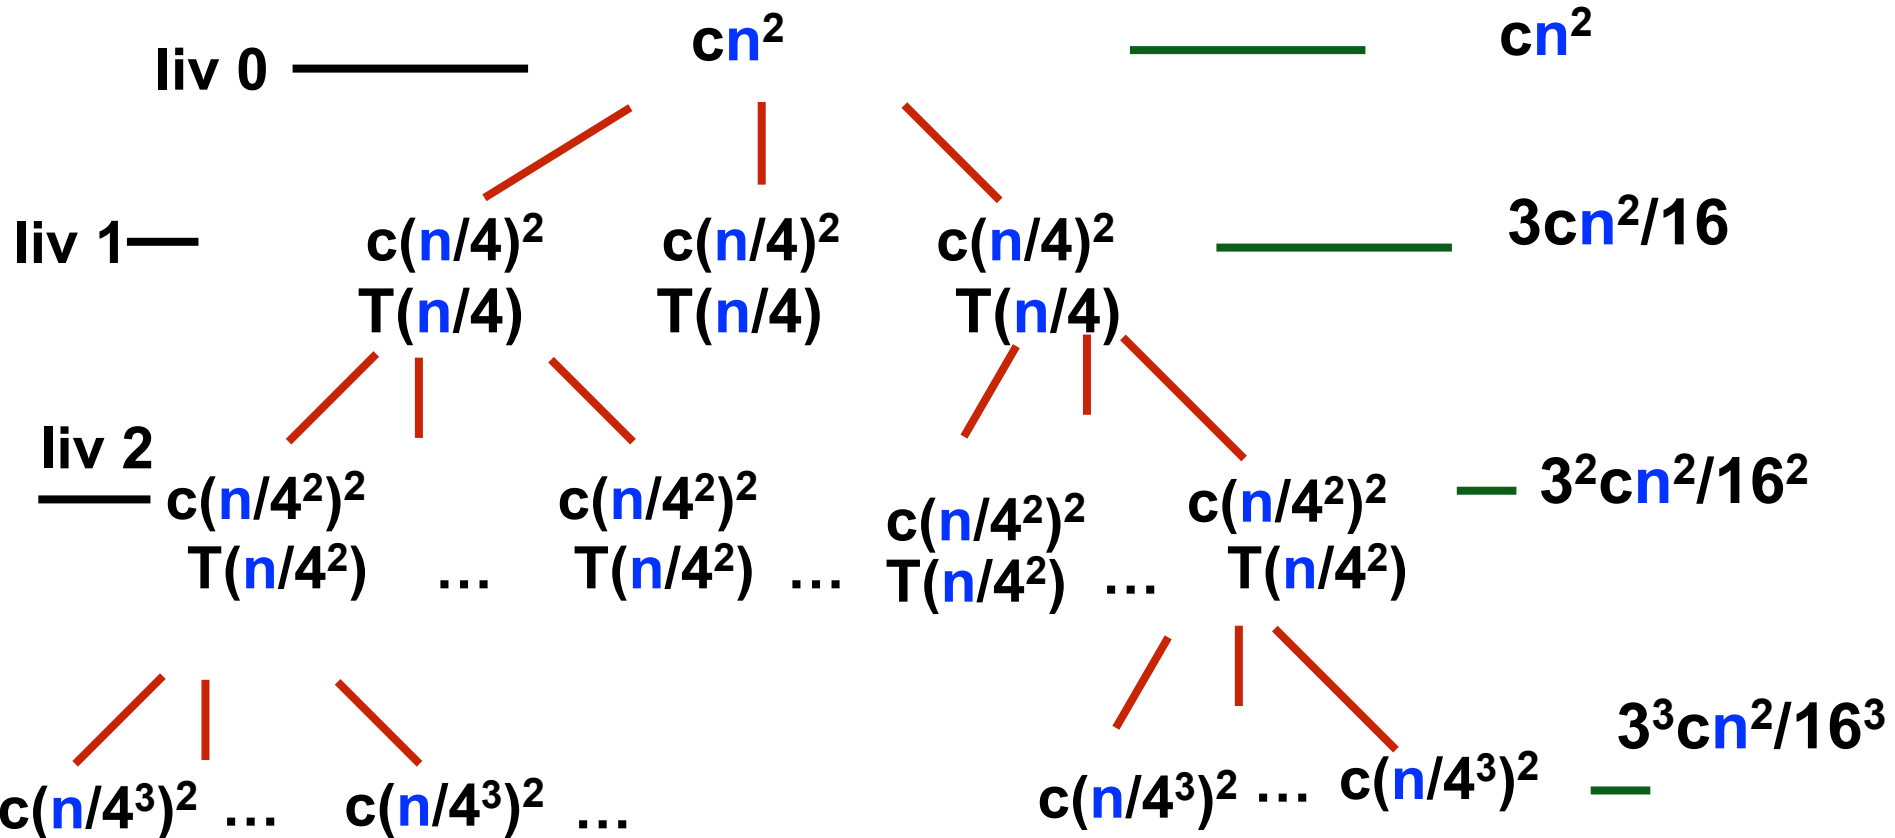 liv 0 cn² cn²
liv 1 c(n/4)² c(n/4)² c(n/4)² 3cn²/16
T(n/4) T(n/4) T(n/4)
liv 2
c(n/4²)² c(n/4²)² c(n/4²)² c(n/4²)² 3²cn²/16²
T(n/4²) ... T(n/4²) ... T(n/4²) ... T(n/4²)
3³cn²/16³
c(n/4³)² ... c(n/4³)² ... c(n/4³)² ... c(n/4³)²